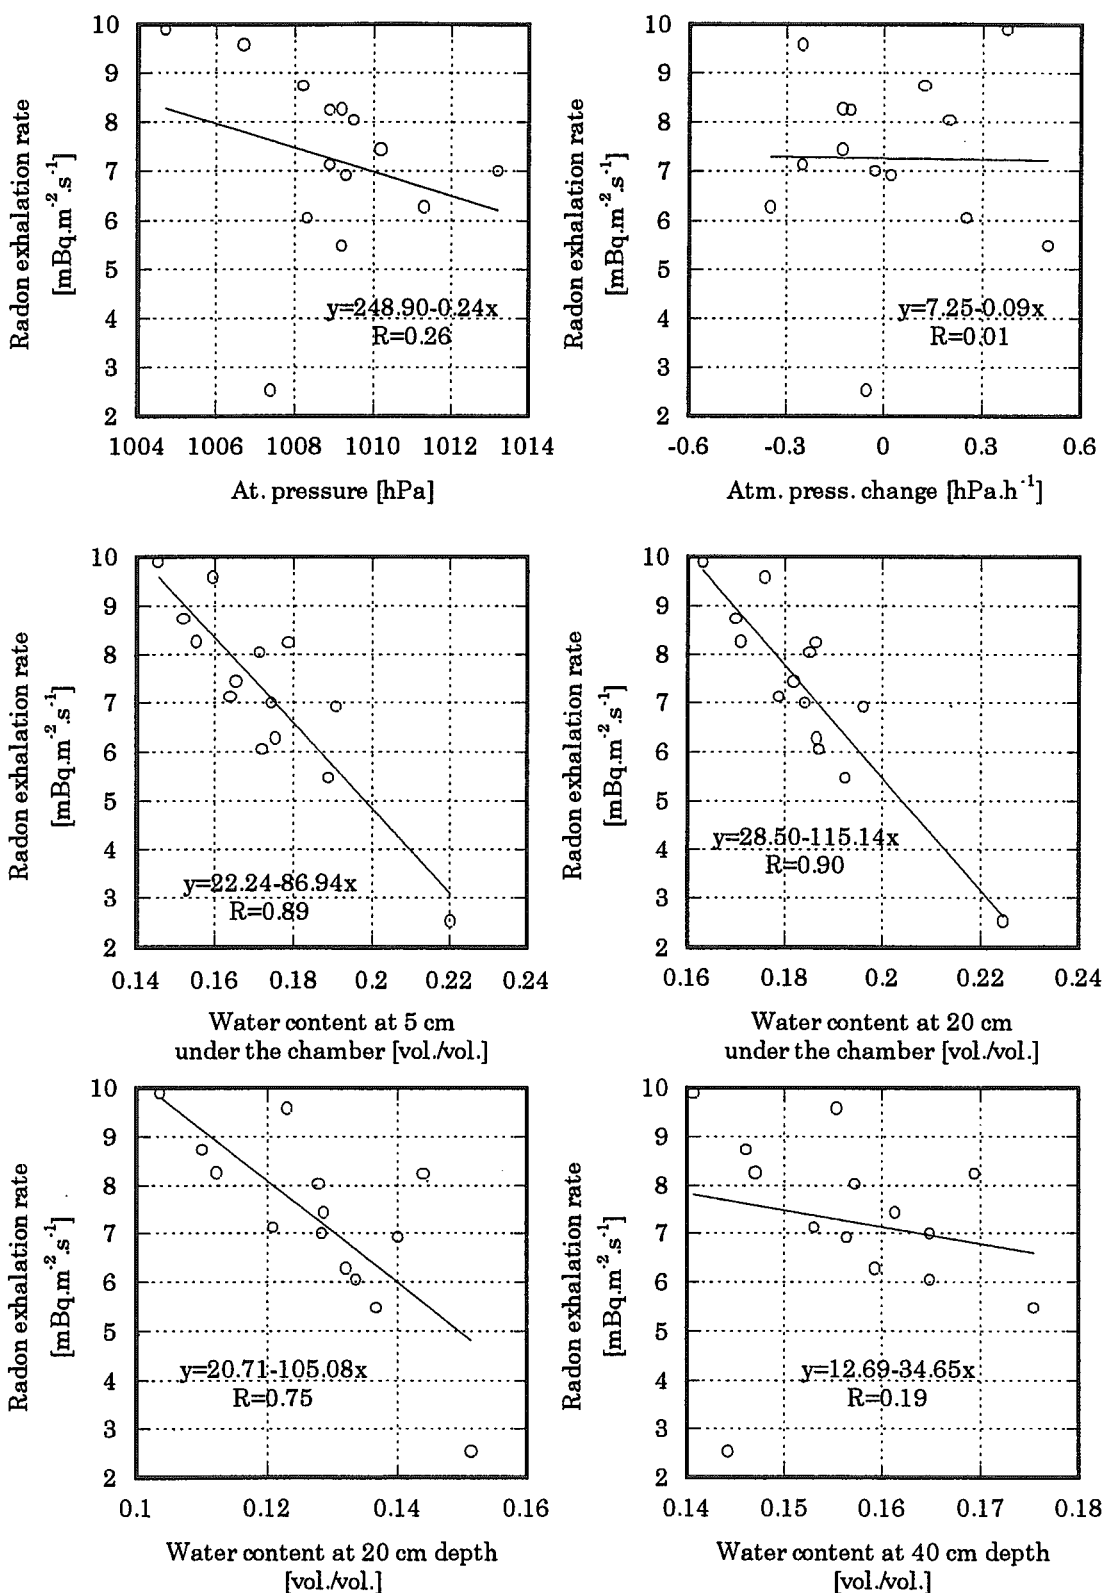 Radon exhalation rate
[mBq.m⁻².s⁻¹]
10
9
8
7
6
5
4
3
2
y=248.90-0.24x
R=0.26
1004 1006 1008 1010 1012 1014
At. pressure [hPa]
Radon exhalation rate
[mBq.m⁻².s⁻¹]
10
9
8
7
6
5
4
3
2
y=7.25-0.09x
R=0.01
-0.6 -0.3 0 0.3 0.6
Atm. press. change [hPa.h⁻¹]
Radon exhalation rate
[mBq.m⁻².s⁻¹]
10
9
8
7
6
5
4
3
2
y=22.24-86.94x
R=0.89
0.14 0.16 0.18 0.2 0.22 0.24
Water content at 5 cm
under the chamber [vol./vol.]
Radon exhalation rate
[mBq.m⁻².s⁻¹]
10
9
8
7
6
5
4
3
2
y=28.50-115.14x
R=0.90
0.16 0.18 0.2 0.22 0.24
Water content at 20 cm
under the chamber [vol./vol.]
Radon exhalation rate
[mBq.m⁻².s⁻¹]
10
9
8
7
6
5
4
3
2
y=20.71-105.08x
R=0.75
0.1 0.12 0.14 0.16
Water content at 20 cm depth
[vol./vol.]
Radon exhalation rate
[mBq.m⁻².s⁻¹]
10
9
8
7
6
5
4
3
2
y=12.69-34.65x
R=0.19
0.14 0.15 0.16 0.17 0.18
Water content at 40 cm depth
[vol./vol.]